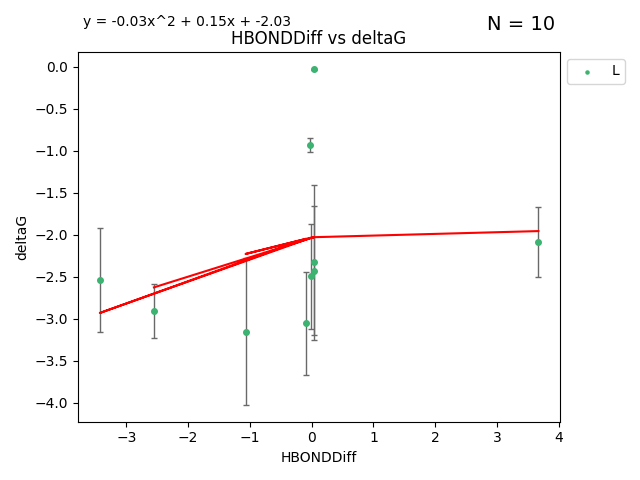 y = -0.03x^2 + 0.15x + -2.03
N = 10
HBONDDiff vs deltaG
L
deltaG
0.0
−0.5
−1.0
−1.5
−2.0
−2.5
−3.0
−3.5
−4.0
−3 −2 −1 0 1 2 3 4
HBONDDiff